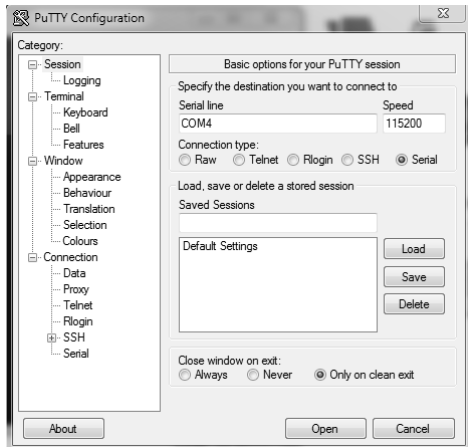 PuTTY Configuration
Category:
Session
Logging
Terminal
Keyboard
Bell
Features
Window
Appearance
Behaviour
Translation
Selection
Colours
Connection
Data
Proxy
Telnet
Rlogin
SSH
Serial
Basic options for your PuTTY session
Specify the destination you want to connect to
Serial line Speed
COM4 115200
Connection type:
Raw Telnet Rlogin SSH Serial
Load, save or delete a stored session
Saved Sessions
Default Settings
Load
Save
Delete
Close window on exit:
Always Never Only on clean exit
About Open Cancel